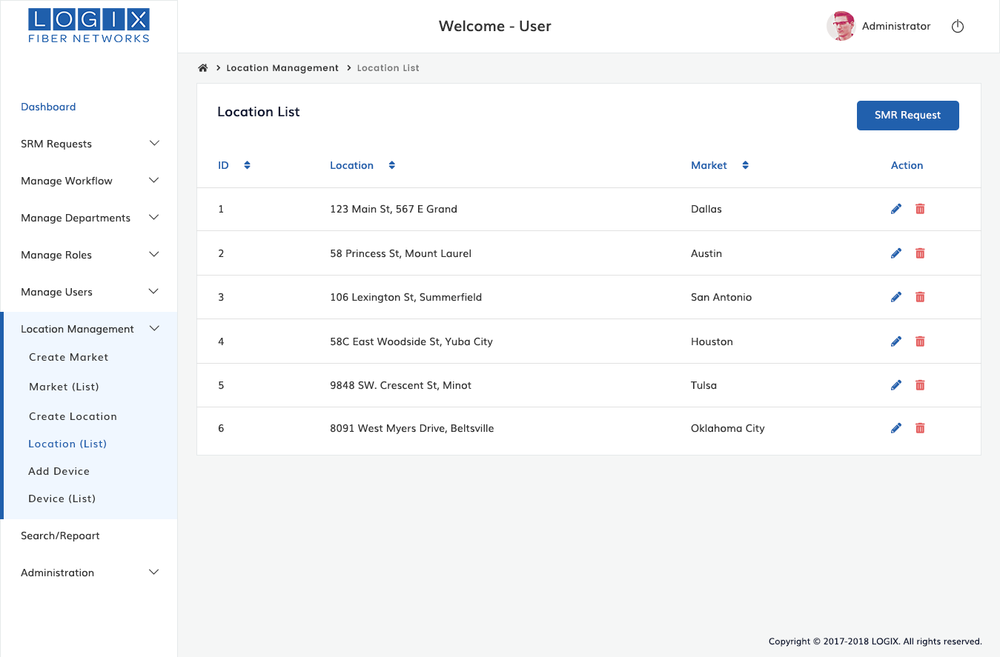 LOGIX
FIBER NETWORKS
Welcome - User
Administrator
Location Management
Location List
Dashboard
SRM Requests
Manage Workflow
Manage Departments
Manage Roles
Manage Users
Location Management
Create Market
Market (List)
Create Location
Location (List)
Add Device
Device (List)
Search/Repoart
Administration
Location List
SMR Request
ID Location Market Action
1 123 Main St, 567 E Grand Dallas
2 58 Princess St, Mount Laurel Austin
3 106 Lexington St, Summerfield San Antonio
4 58C East Woodside St, Yuba City Houston
5 9848 SW. Crescent St, Minot Tulsa
6 8091 West Myers Drive, Beltsville Oklahoma City
Copyright © 2017-2018 LOGIX. All rights reserved.